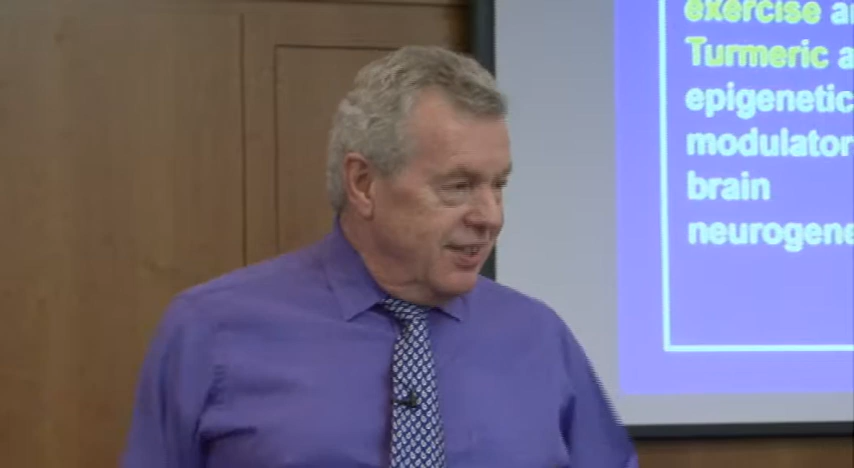 exercise
Turmeric
epigenetic
modulator
brain
neurogene